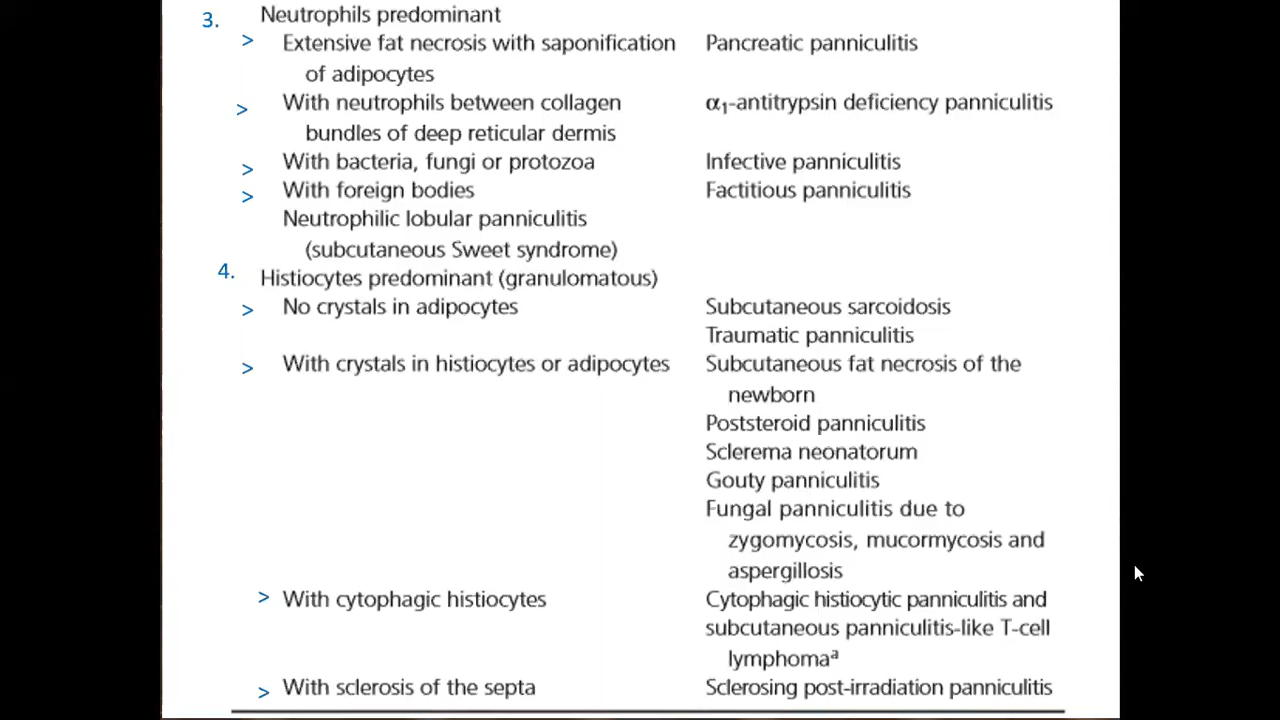 3. Neutrophils predominant
> Extensive fat necrosis with saponification Pancreatic panniculitis
of adipocytes
> With neutrophils between collagen α₁-antitrypsin deficiency panniculitis
bundles of deep reticular dermis
> With bacteria, fungi or protozoa Infective panniculitis
> With foreign bodies Factitious panniculitis
Neutrophilic lobular panniculitis
(subcutaneous Sweet syndrome)
4. Histiocytes predominant (granulomatous)
> No crystals in adipocytes Subcutaneous sarcoidosis
Traumatic panniculitis
> With crystals in histiocytes or adipocytes Subcutaneous fat necrosis of the
newborn
Poststeroid panniculitis
Sclerema neonatorum
Gouty panniculitis
Fungal panniculitis due to
zygomycosis, mucormycosis and
aspergillosis
> With cytophagic histiocytes Cytophagic histiocytic panniculitis and
subcutaneous panniculitis-like T-cell
lymphomaᵃ
> With sclerosis of the septa Sclerosing post-irradiation panniculitis